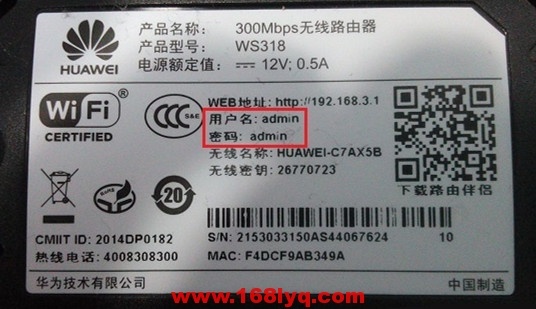 HUAWEI
产品名称: 300Mbps无线路由器
产品型号: WS318
电源额定值: 12V; 0.5A
WiFi®
CERTIFIED
CCC S&E
WEB地址: http://192.168.3.1
用户名: admin
密码: admin
无线名称: HUAWEI-C7AX5B
无线密钥: 26770723
下载路由伴侣
20
CMIIT ID: 2014DP0182
热线电话: 4008308300
华为技术有限公司
S/N: 2153033150AS44067624 10
MAC: F4DCF9AB349A
中国制造
www.168lyq.com